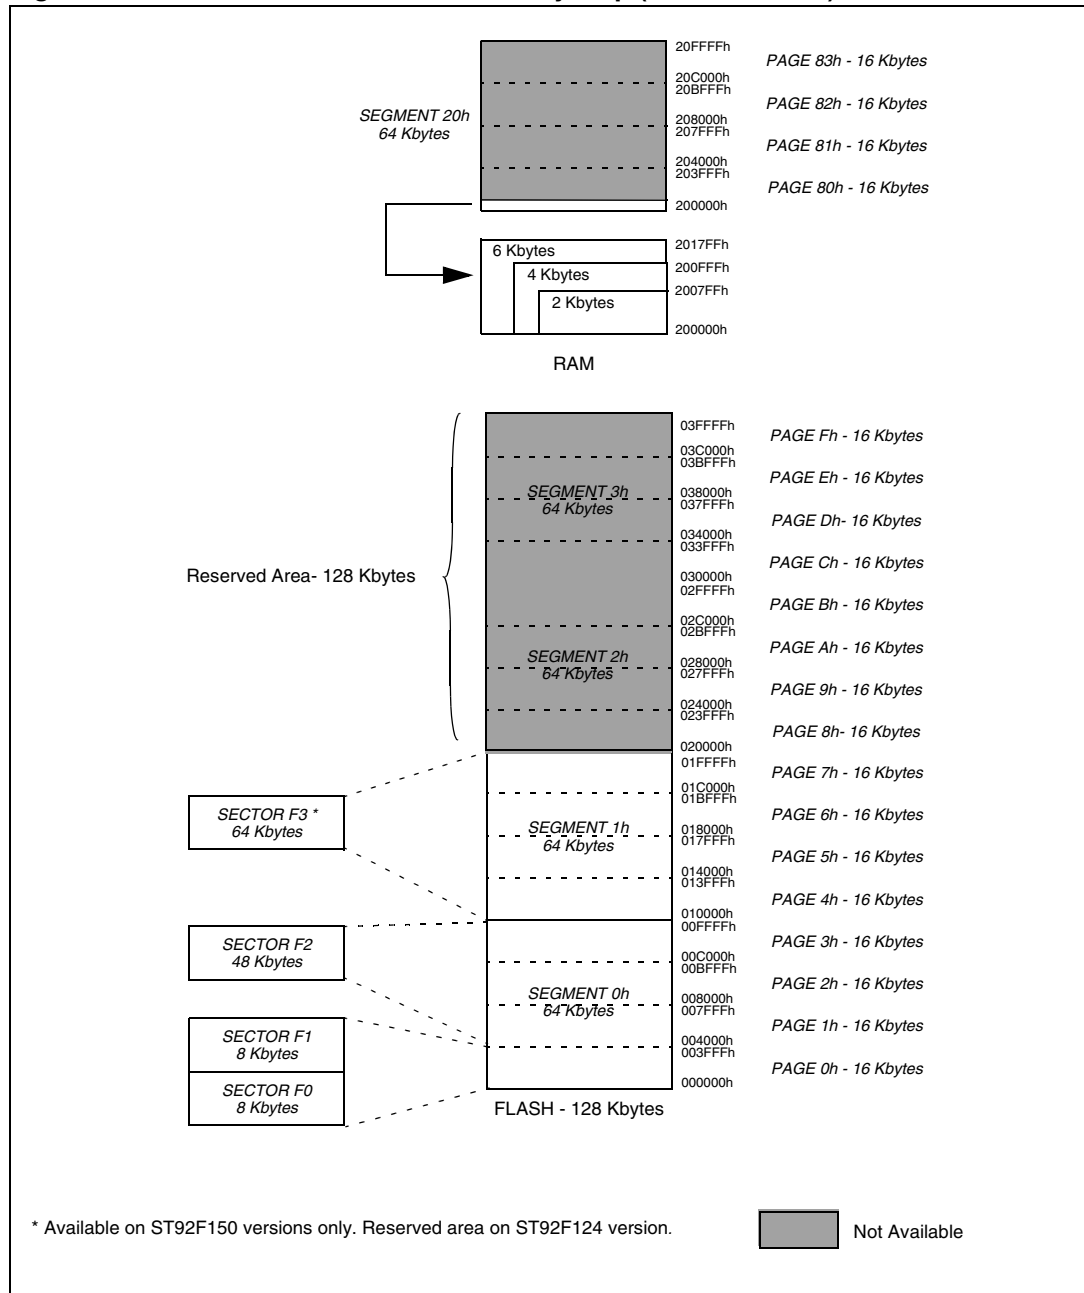 20FFFFh
PAGE 83h - 16 Kbytes
20C000h
20BFFFh
PAGE 82h - 16 Kbytes
SEGMENT 20h
64 Kbytes
208000h
207FFFh
PAGE 81h - 16 Kbytes
204000h
203FFFh
PAGE 80h - 16 Kbytes
200000h
6 Kbytes
2017FFh
4 Kbytes
200FFFh
2 Kbytes
2007FFh
200000h
RAM
03FFFFh
PAGE Fh - 16 Kbytes
03C000h
03BFFFh
PAGE Eh - 16 Kbytes
SEGMENT 3h
64 Kbytes
038000h
037FFFh
PAGE Dh- 16 Kbytes
034000h
033FFFh
PAGE Ch - 16 Kbytes
Reserved Area- 128 Kbytes
030000h
02FFFFh
PAGE Bh - 16 Kbytes
02C000h
02BFFFh
PAGE Ah - 16 Kbytes
SEGMENT 2h
64 Kbytes
028000h
027FFFh
PAGE 9h - 16 Kbytes
024000h
023FFFh
PAGE 8h- 16 Kbytes
020000h
01FFFFh
PAGE 7h - 16 Kbytes
01C000h
01BFFFh
PAGE 6h - 16 Kbytes
SECTOR F3 *
64 Kbytes
SEGMENT 1h
64 Kbytes
018000h
017FFFh
PAGE 5h - 16 Kbytes
014000h
013FFFh
PAGE 4h - 16 Kbytes
010000h
00FFFFh
PAGE 3h - 16 Kbytes
SECTOR F2
48 Kbytes
00C000h
00BFFFh
PAGE 2h - 16 Kbytes
SEGMENT 0h
64 Kbytes
008000h
007FFFh
PAGE 1h - 16 Kbytes
SECTOR F1
8 Kbytes
004000h
003FFFh
PAGE 0h - 16 Kbytes
SECTOR F0
8 Kbytes
000000h
FLASH - 128 Kbytes
* Available on ST92F150 versions only. Reserved area on ST92F124 version.
Not Available